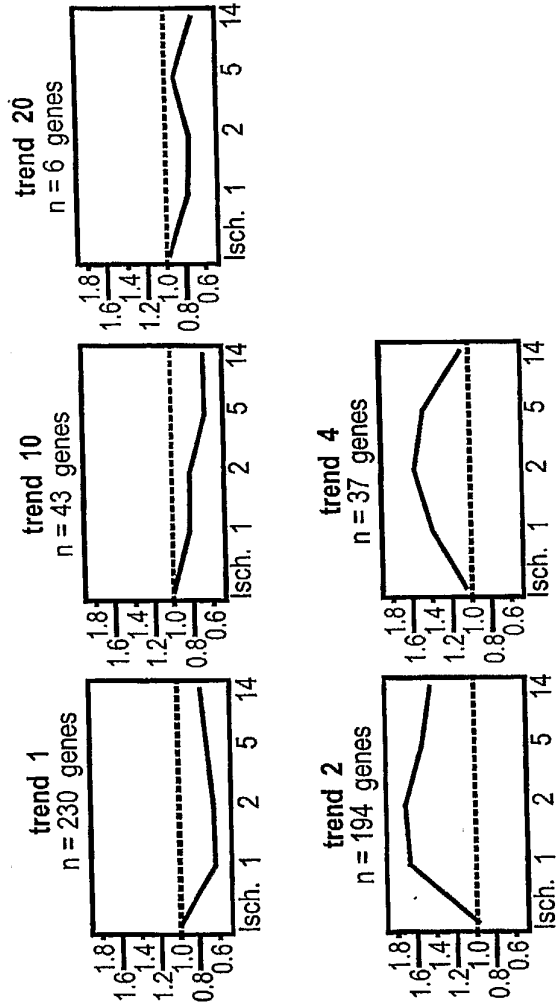 trend 1
n = 230 genes
1.8
1.6
1.4
1.2
1.0
0.8
0.6
Isch. 1 2 5 14
trend 10
n = 43 genes
1.8
1.6
1.4
1.2
1.0
0.8
0.6
Isch. 1 2 5 14
trend 20
n = 6 genes
1.8
1.6
1.4
1.2
1.0
0.8
0.6
Isch. 1 2 5 14
trend 2
n = 194 genes
1.8
1.6
1.4
1.2
1.0
0.8
0.6
Isch. 1 2 5 14
trend 4
n = 37 genes
1.8
1.6
1.4
1.2
1.0
0.8
0.6
Isch. 1 2 5 14